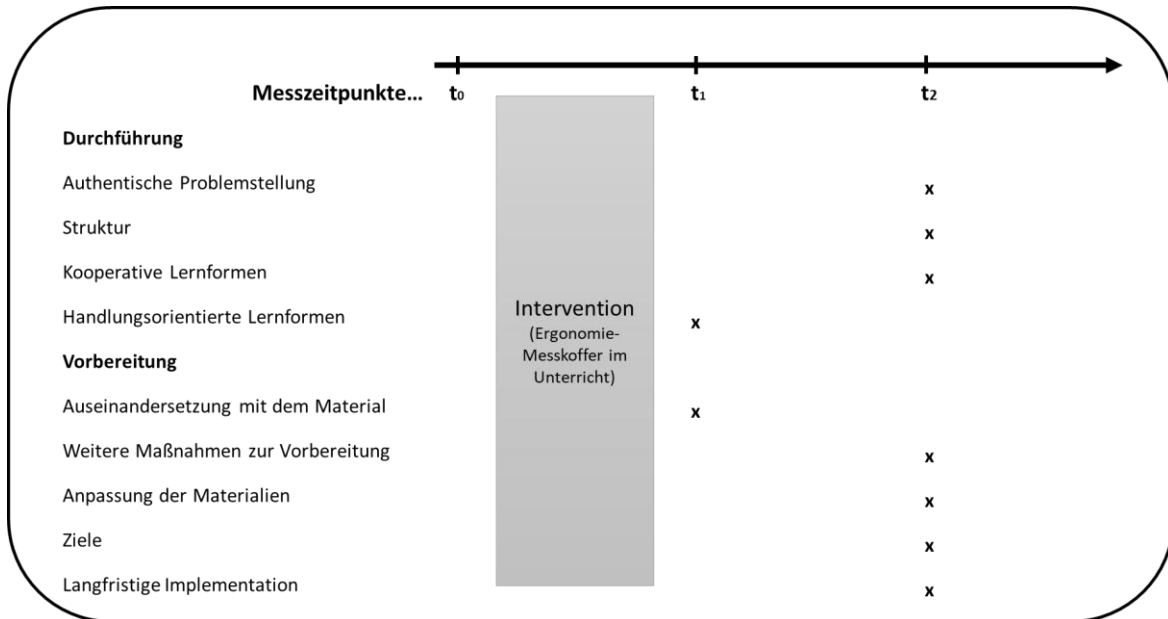 Messzeitpunkte... t₀ t₁ t₂
Durchführung
Authentische Problemstellung x
Struktur x
Kooperative Lernformen x
Intervention
(Ergonomie-
Messkoffer im
Unterricht)
Handlungsorientierte Lernformen x
Vorbereitung
Auseinandersetzung mit dem Material x
Weitere Maßnahmen zur Vorbereitung x
Anpassung der Materialien x
Ziele x
Langfristige Implementation x